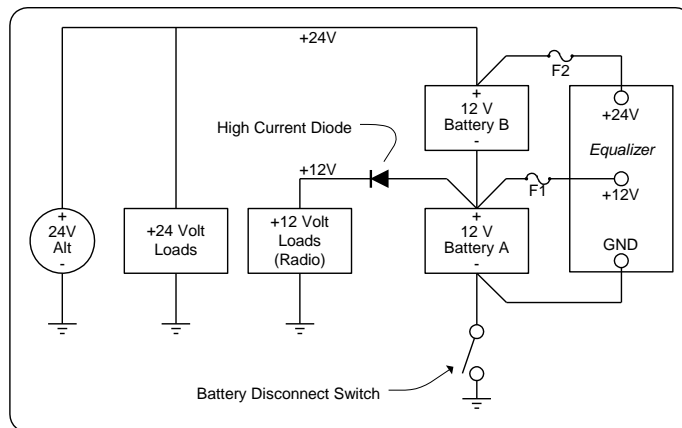 +24V
F2
+
12 V
Battery B
-
+24V
Equalizer
High Current Diode
+12V
F1
+12V
+
24V
Alt
-
+24 Volt
Loads
+12 Volt
Loads
(Radio)
+
12 V
Battery A
-
GND
Battery Disconnect Switch